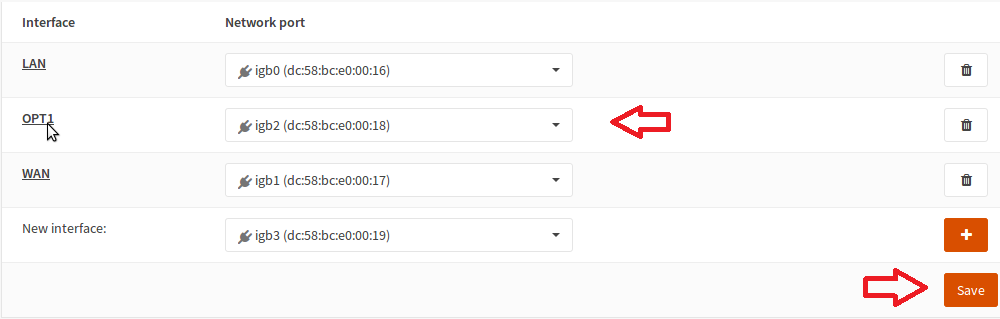 Interface Network port
LAN igb0 (dc:58:bc:e0:00:16)
OPT1 igb2 (dc:58:bc:e0:00:18)
WAN igb1 (dc:58:bc:e0:00:17)
New interface: igb3 (dc:58:bc:e0:00:19)
Save